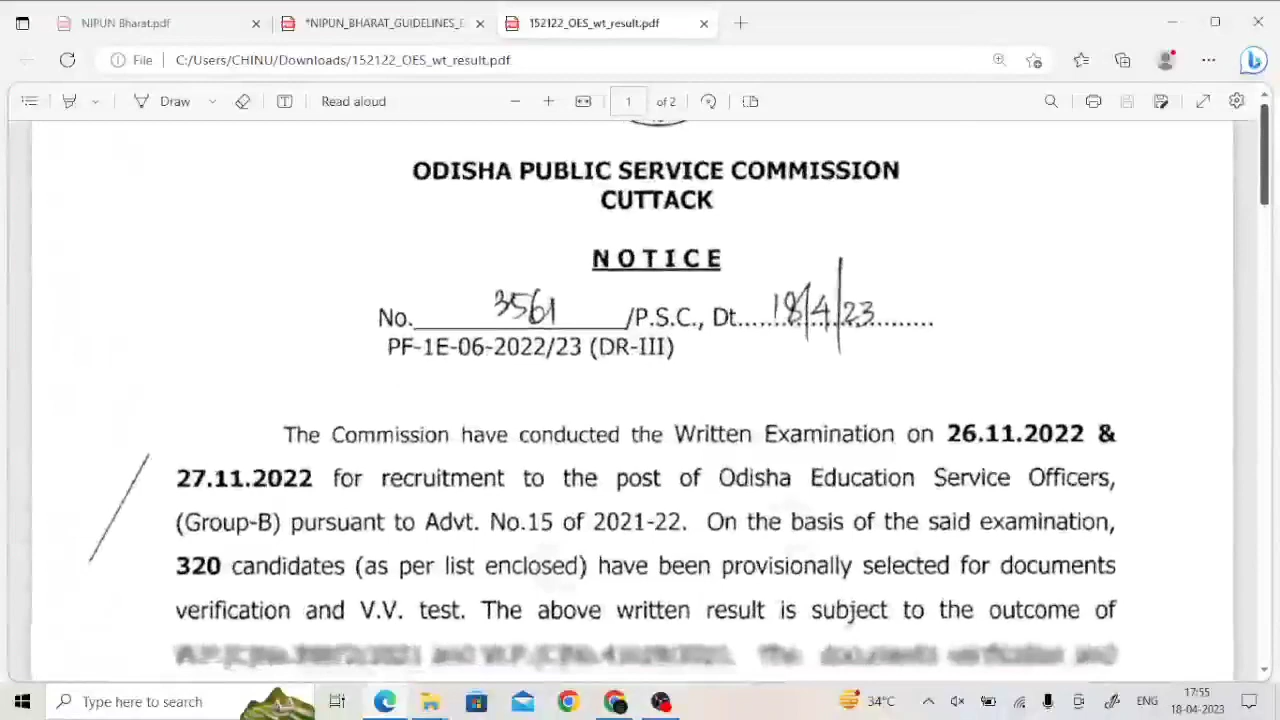 NIPUN Bharat.pdf
*NIPUN_BHARAT_GUIDELINES_E
152122_OES_wt_result.pdf
File C:/Users/CHINU/Downloads/152122_OES_wt_result.pdf
Draw
Read aloud
1 of 2
ODISHA PUBLIC SERVICE COMMISSION
CUTTACK
NOTICE
No. 3561 /P.S.C., Dt. 18/4/23
PF-1E-06-2022/23 (DR-III)
The Commission have conducted the Written Examination on 26.11.2022 &
27.11.2022 for recruitment to the post of Odisha Education Service Officers,
(Group-B) pursuant to Advt. No.15 of 2021-22. On the basis of the said examination,
320 candidates (as per list enclosed) have been provisionally selected for documents
verification and V.V. test. The above written result is subject to the outcome of
Type here to search
34°C
ENG
17:55
18-04-2023